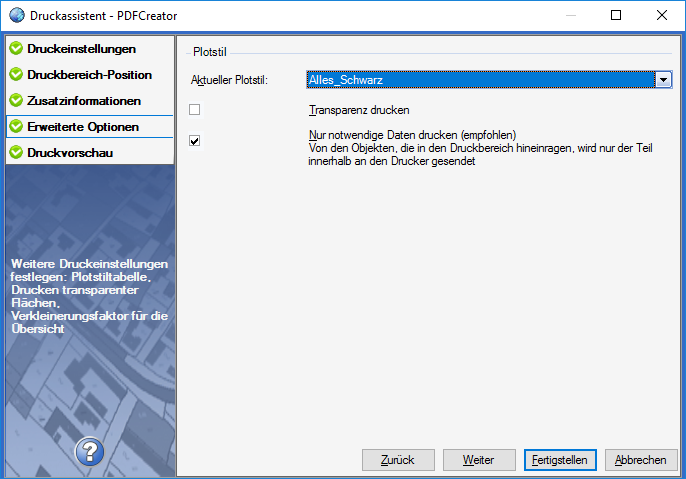 Druckassistent - PDFCreator
Druckeinstellungen
Druckbereich-Position
Zusatzinformationen
Erweiterte Optionen
Druckvorschau
Weitere Druckeinstellungen
festlegen: Plotstiltabelle,
Drucken transparenter
Flächen,
Verkleinerungsfaktor für die
Übersicht
?
Plotstil
Aktueller Plotstil:
Alles_Schwarz
Transparenz drucken
Nur notwendige Daten drucken (empfohlen)
Von den Objekten, die in den Druckbereich hineinragen, wird nur der Teil
innerhalb an den Drucker gesendet
Zurück
Weiter
Fertigstellen
Abbrechen